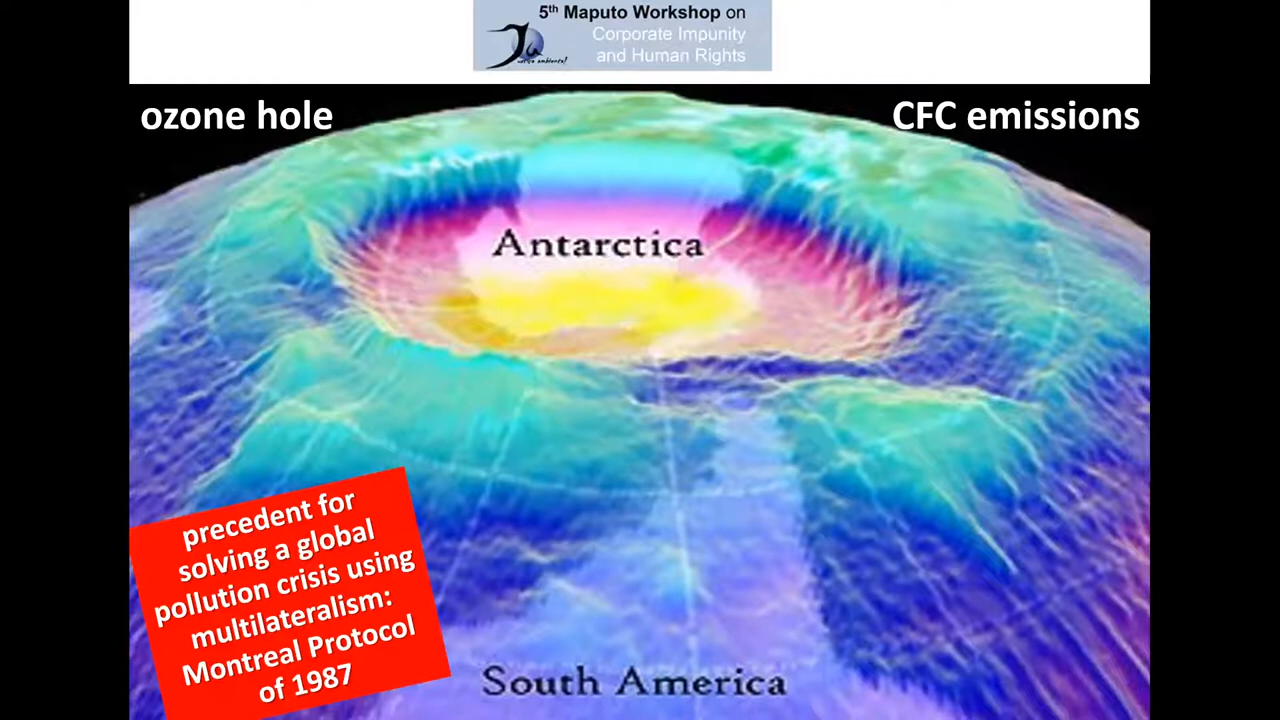 5th Maputo Workshop on
Corporate Impunity
and Human Rights
ozone hole
CFC emissions
Antarctica
precedent for
solving a global
pollution crisis using
multilateralism:
Montreal Protocol
of 1987
South America